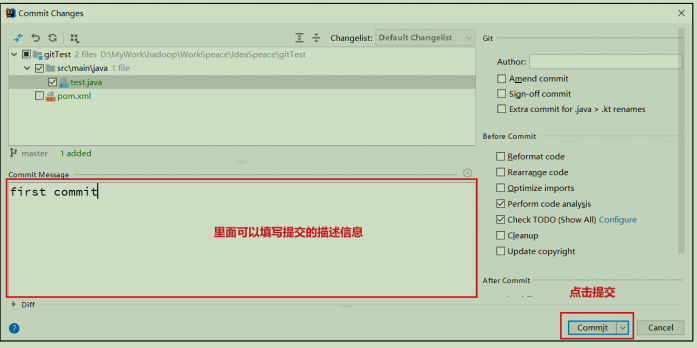 Commit Changes
Changelist: Default Changelist
gitTest 2 files D:\MyWork\hadoop\WorkSpeace\IdeaSpeace\gitTest
src\main\java 1 file
test.java
pom.xml
master 1 added
Commit Message
first commit
里面可以填写提交的描述信息
Diff
Git
Author:
Amend commit
Sign-off commit
Extra commit for .java > .kt renames
Before Commit
Reformat code
Rearrange code
Optimize imports
Perform code analysis
Check TODO (Show All) Configure
Cleanup
Update copyright
After Commit
点击提交
Commit
Cancel